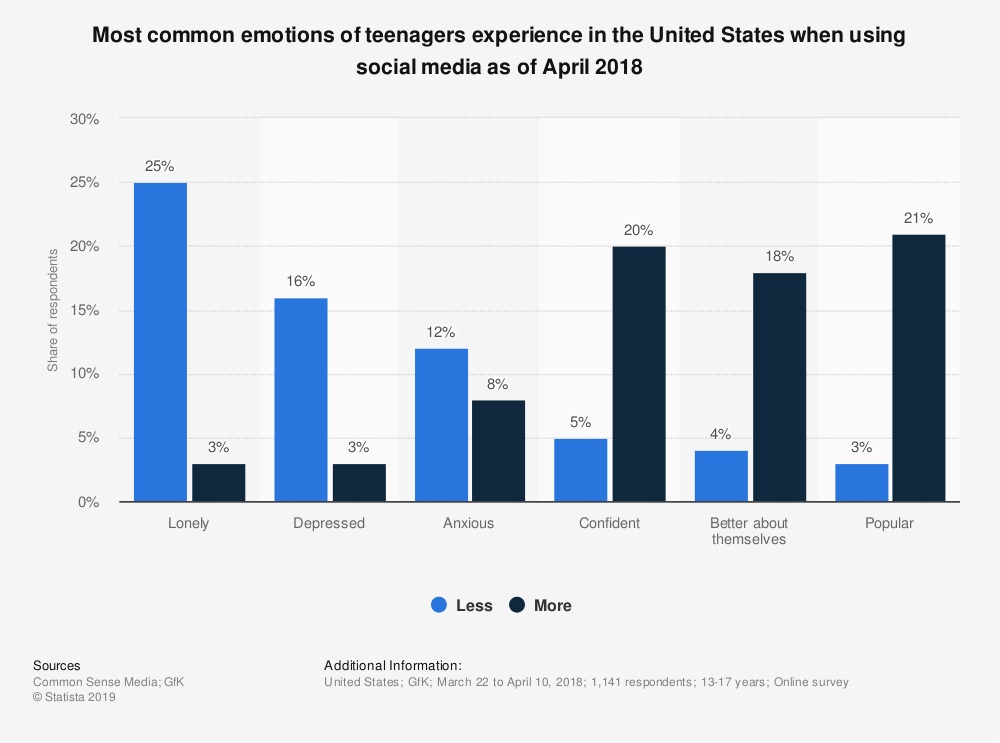 Most common emotions of teenagers experience in the United States when using
social media as of April 2018
30%
25%
20%
15%
10%
5%
0%
Share of respondents
25%
3%
16%
3%
12%
8%
5%
20%
4%
18%
3%
21%
Lonely
Depressed
Anxious
Confident
Better about
themselves
Popular
Less
More
Sources
Common Sense Media; GfK
© Statista 2019
Additional Information:
United States; GfK; March 22 to April 10, 2018; 1,141 respondents; 13-17 years; Online survey